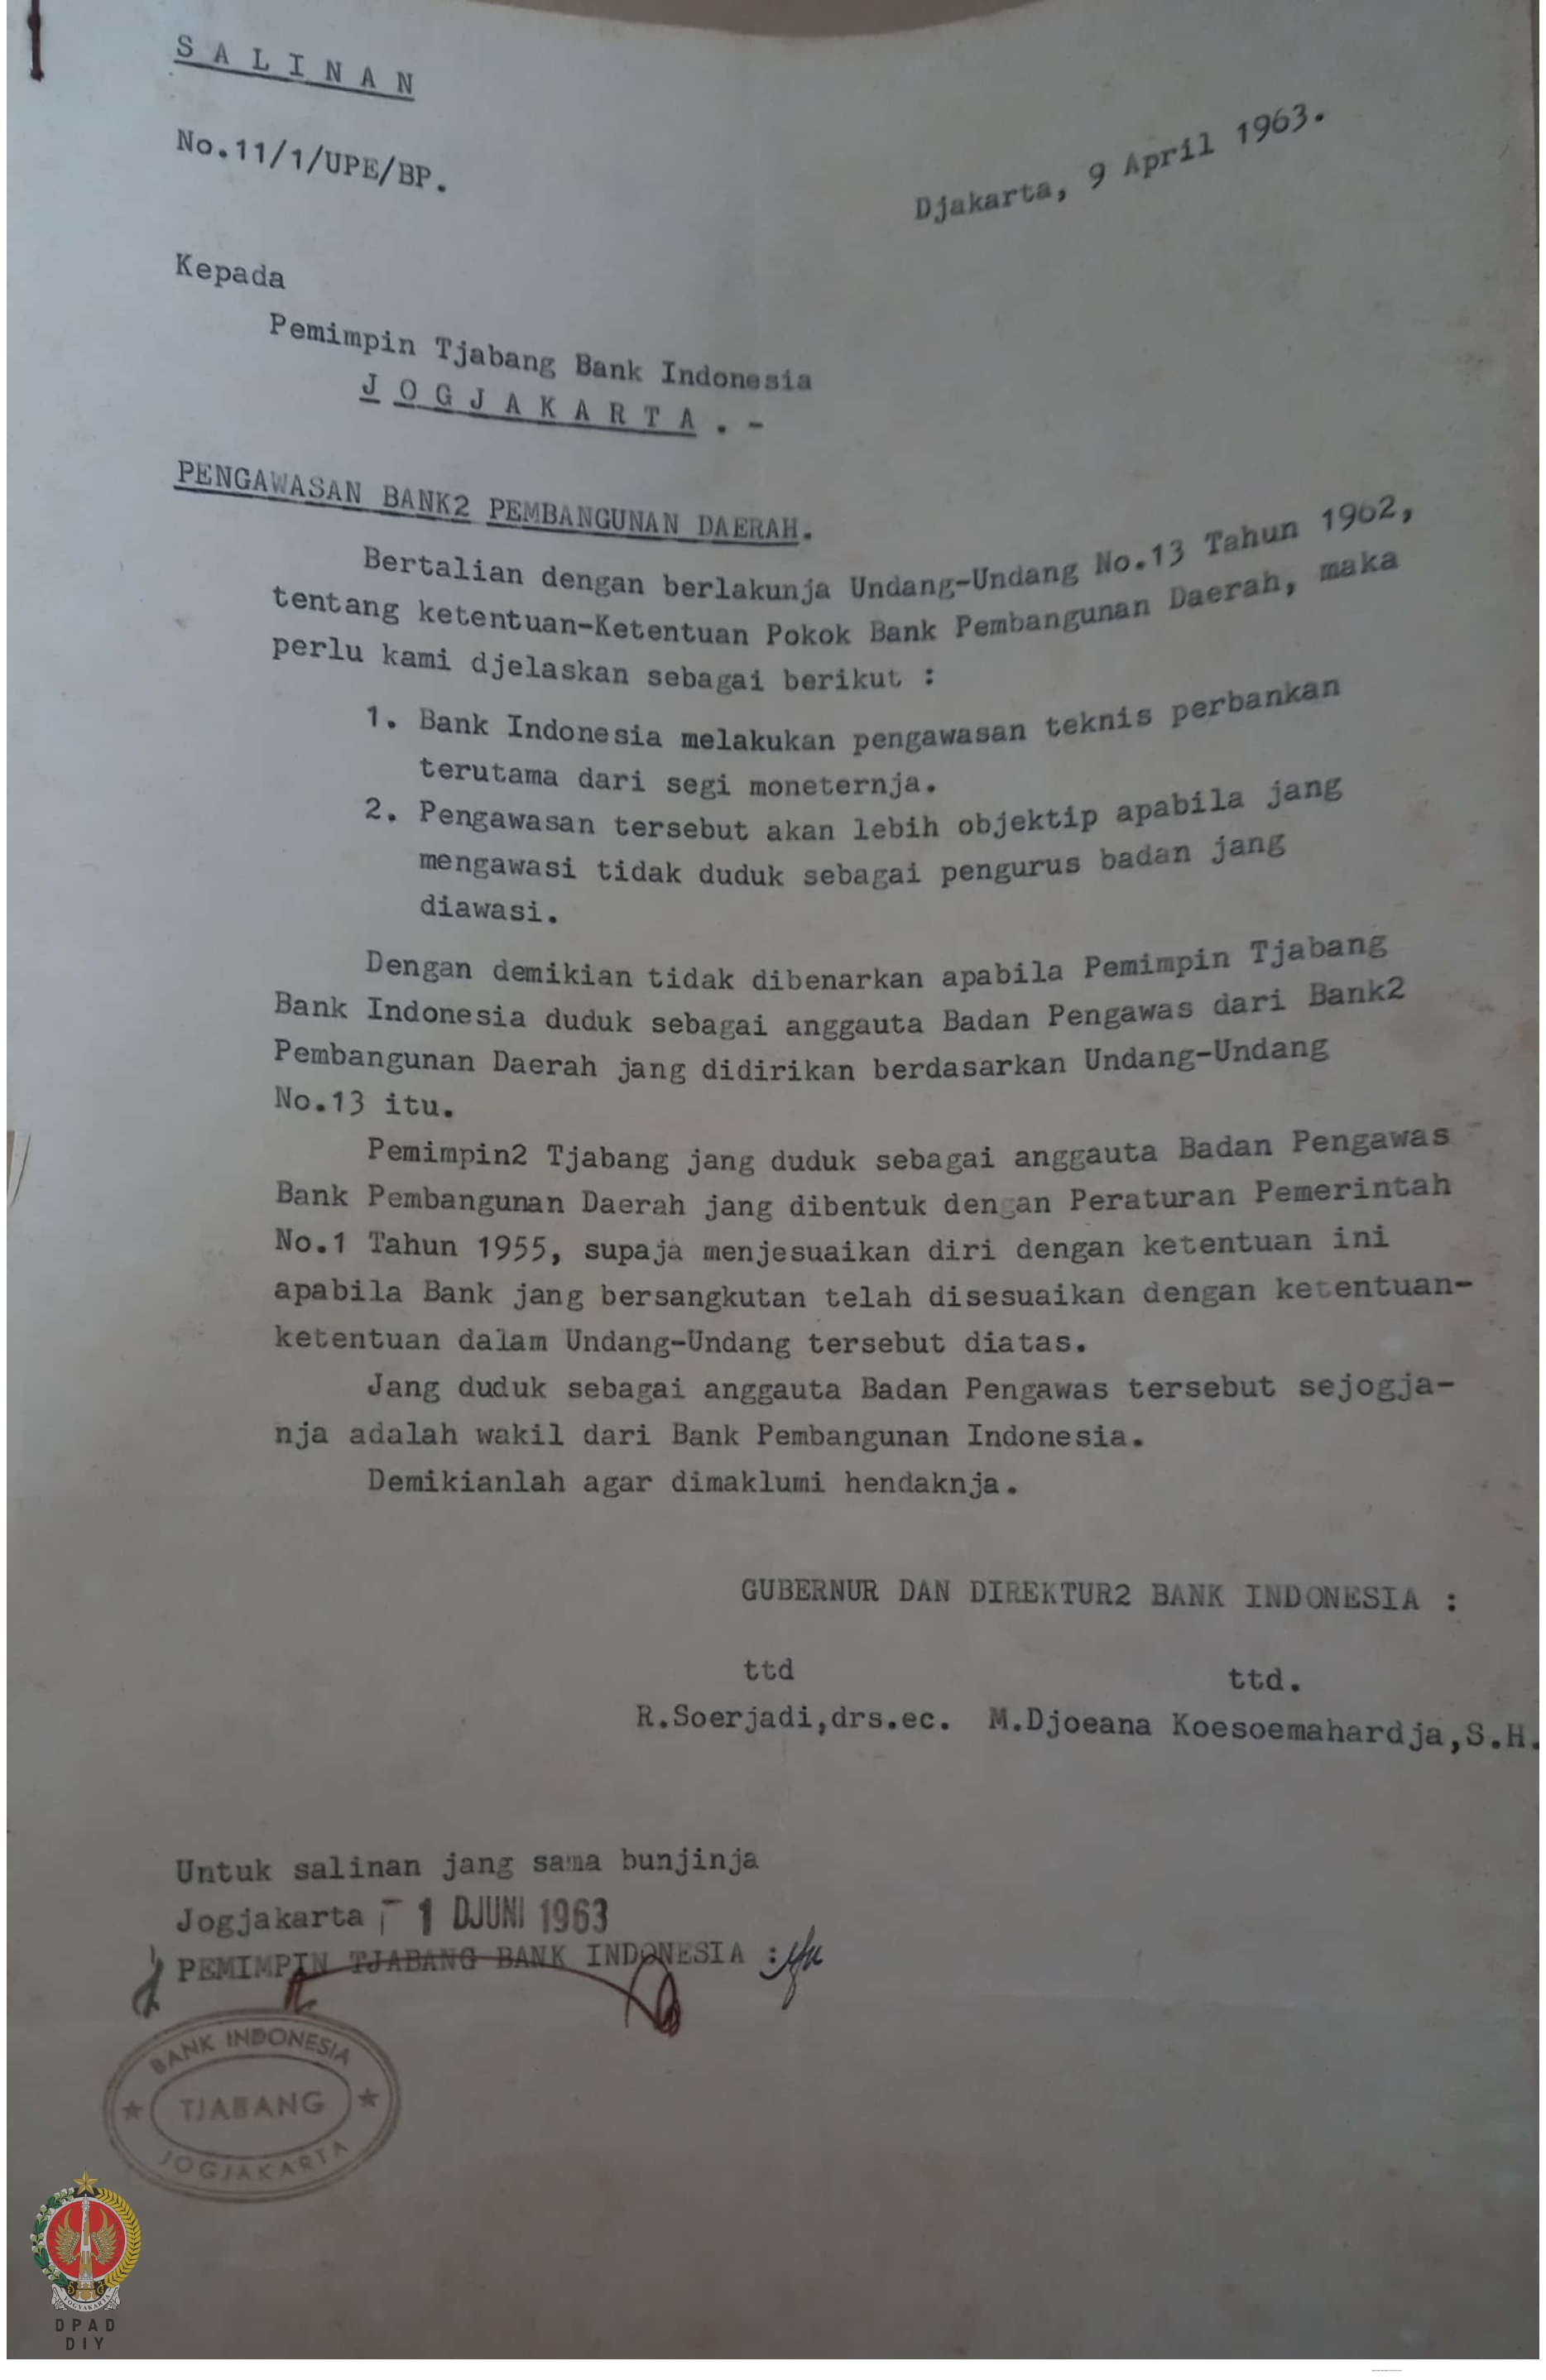 S A L I N A N
No.11/1/UPE/BP.
Djakarta, 9 April 1963.
Kepada
Pemimpin Tjabang Bank Indonesia
J O G J A K A R T A . -
PENGAWASAN BANK2 PEMBANGUNAN DAERAH.
Bertalian dengan berlakunja Undang-Undang No.13 Tahun 1962,
tentang ketentuan-Ketentuan Pokok Bank Pembangunan Daerah, maka
perlu kami djelaskan sebagai berikut :
1. Bank Indonesia melakukan pengawasan teknis perbankan
terutama dari segi moneternja.
2. Pengawasan tersebut akan lebih objektip apabila jang
mengawasi tidak duduk sebagai pengurus badan jang
diawasi.
Dengan demikian tidak dibenarkan apabila Pemimpin Tjabang
Bank Indonesia duduk sebagai anggauta Badan Pengawas dari Bank2
Pembangunan Daerah jang didirikan berdasarkan Undang-Undang
No.13 itu.
Pemimpin2 Tjabang jang duduk sebagai anggauta Badan Pengawas
Bank Pembangunan Daerah jang dibentuk dengan Peraturan Pemerintah
No.1 Tahun 1955, supaja menjesuaikan diri dengan ketentuan ini
apabila Bank jang bersangkutan telah disesuaikan dengan ketentuan-
ketentuan dalam Undang-Undang tersebut diatas.
Jang duduk sebagai anggauta Badan Pengawas tersebut sejogja-
nja adalah wakil dari Bank Pembangunan Indonesia.
Demikianlah agar dimaklumi hendaknja.
GUBERNUR DAN DIREKTUR2 BANK INDONESIA :
ttd ttd.
R.Soerjadi,drs.ec. M.Djoeana Koesoemahardja,S.H.
Untuk salinan jang sama bunjinja
Jogjakarta - 1 DJUNI 1963
PEMIMPIN TJABANG BANK INDONESIA :
BANK INDONESIA
TJABANG
JOGJAKARTA
YOGYAKARTA
DPAD
DIY